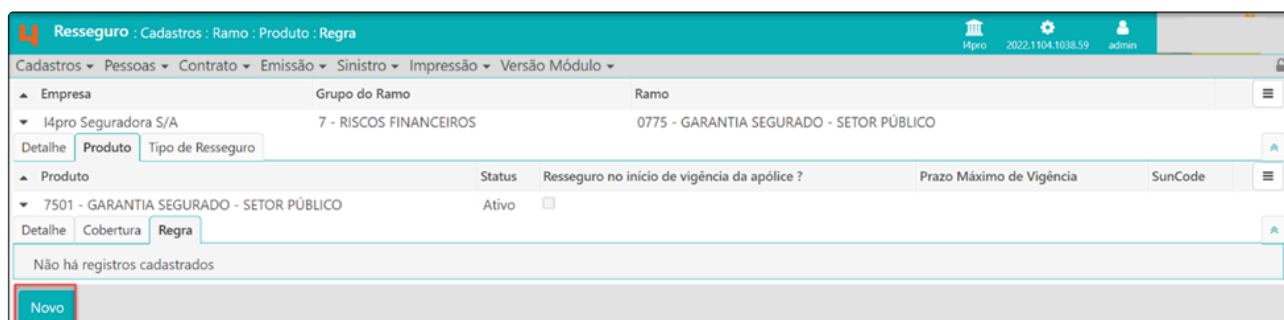 Resseguro : Cadastros : Ramo : Produto : Regra
I4pro 2022.1104.1038.59 admin
Cadastros Pessoas Contrato Emissão Sinistro Impressão Versão Módulo
Empresa Grupo do Ramo Ramo
I4pro Seguradora S/A 7 - RISCOS FINANCEIROS 0775 - GARANTIA SEGURADO - SETOR PÚBLICO
Detalhe Produto Tipo de Resseguro
Produto Status Resseguro no início de vigência da apólice ? Prazo Máximo de Vigência SunCode
7501 - GARANTIA SEGURADO - SETOR PÚBLICO Ativo
Detalhe Cobertura Regra
Não há registros cadastrados
Novo